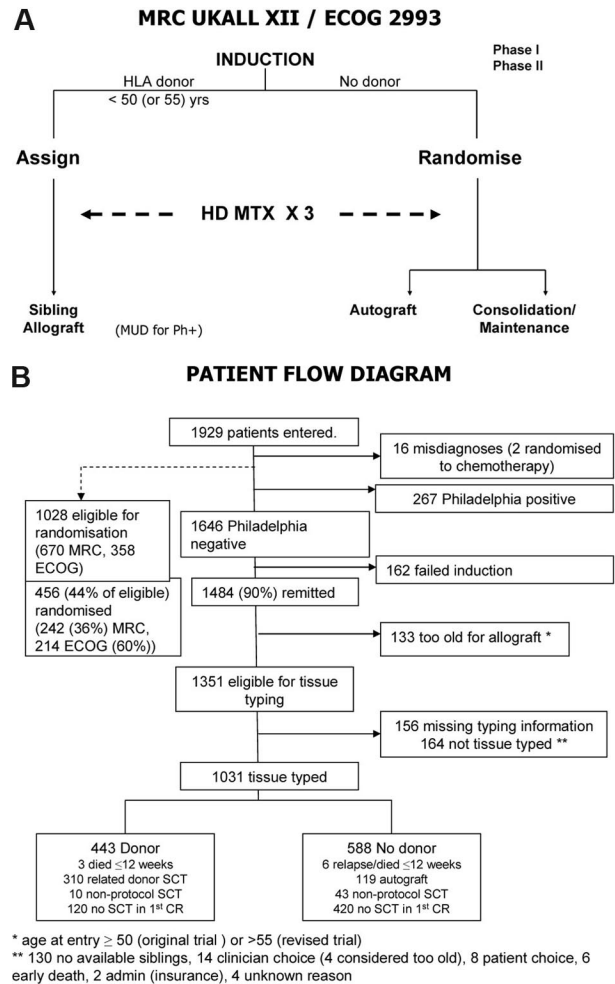 A
MRC UKALL XII / ECOG 2993
INDUCTION
Phase I
Phase II
HLA donor
< 50 (or 55) yrs
No donor
Assign
Randomise
HD MTX X 3
Sibling
Allograft
(MUD for Ph+)
Autograft
Consolidation/
Maintenance
B
PATIENT FLOW DIAGRAM
1929 patients entered.
16 misdiagnoses (2 randomised
to chemotherapy)
267 Philadelphia positive
1028 eligible for
randomisation
(670 MRC, 358
ECOG)
1646 Philadelphia
negative
162 failed induction
456 (44% of eligible)
randomised
(242 (36%) MRC,
214 ECOG (60%))
1484 (90%) remitted
133 too old for allograft *
1351 eligible for tissue
typing
156 missing typing information
164 not tissue typed **
1031 tissue typed
443 Donor
3 died ≤12 weeks
310 related donor SCT
10 non-protocol SCT
120 no SCT in 1st CR
588 No donor
6 relapse/died ≤12 weeks
119 autograft
43 non-protocol SCT
420 no SCT in 1st CR
* age at entry ≥ 50 (original trial ) or >55 (revised trial)
** 130 no available siblings, 14 clinician choice (4 considered too old), 8 patient choice, 6
early death, 2 admin (insurance), 4 unknown reason